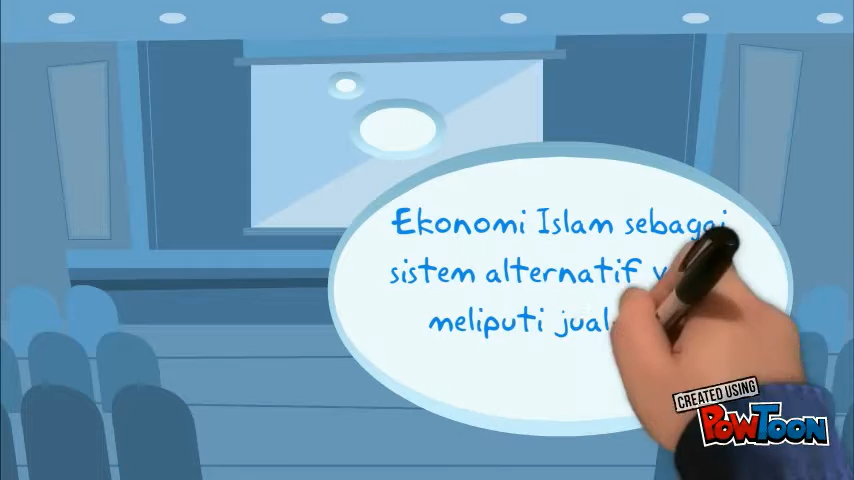 Ekonomi Islam sebagai
sistem alternatif
meliputi jual
CREATED USING
POWTOON